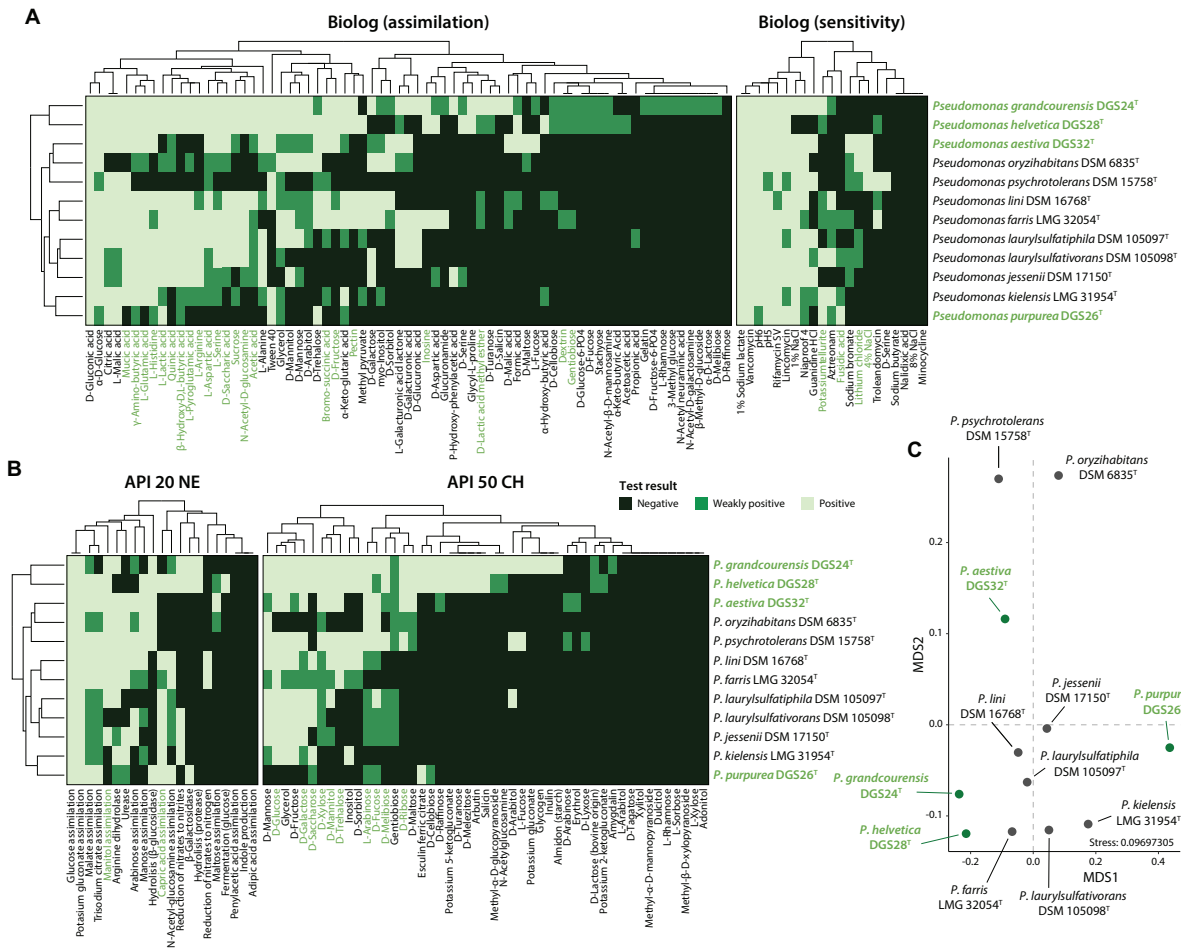 A
Biolog (assimilation)
Biolog (sensitivity)
Pseudomonas grandcourensis DGS24ᵀ
Pseudomonas helvetica DGS28ᵀ
Pseudomonas aestiva DGS32ᵀ
Pseudomonas oryzihabitans DSM 6835ᵀ
Pseudomonas psychrotolerans DSM 15758ᵀ
Pseudomonas lini DSM 16768ᵀ
Pseudomonas farris LMG 32054ᵀ
Pseudomonas laurylsulfatiphila DSM 105097ᵀ
Pseudomonas laurylsulfativorans DSM 105098ᵀ
Pseudomonas jessenii DSM 17150ᵀ
Pseudomonas kielensis LMG 31954ᵀ
Pseudomonas purpurea DGS26ᵀ
D-Gluconic acid
α-D-Glucose
Citric acid
L-Malic acid
Mucic acid
γ-Amino-butyric acid
L-Glutamic acid
L-Histidine
L-Lactic acid
Quinic acid
β-Hydroxy-D,L-butyric acid
L-Pyroglutamic acid
L-Arginine
L-Aspartic acid
L-Serine
D-Saccharic acid
Sucrose
N-Acetyl-D-glucosamine
Acetic acid
L-Alanine
Tween 40
Glycerol
D-Mannitol
D-Mannose
D-Arabitol
D-Trehalose
Bromo-succinic acid
D-Fructose
α-Keto-glutaric acid
Pectin
Methyl pyruvate
D-Galactose
myo-Inositol
D-Sorbitol
L-Galacturonic acid lactone
D-Galacturonic acid
D-Glucuronic acid
Inosine
D-Aspartic acid
Glucuronamide
P-Hydroxy-phenylacetic acid
Glycyl-L-proline
D-Lactic acid methyl ester
D-Turanose
D-Salicin
D-Malic acid
Formic acid
D-Maltose
L-Fucose
α-Hydroxy-butyric acid
D-Cellobiose
Dextrin
Gentiobiose
D-Glucose-6-PO4
D-Fucose
Stachyose
N-Acetyl-β-D-mannosamine
α-Keto-butyric acid
Acetoacetic acid
Propionic acid
D-Fructose-6-PO4
L-Rhamnose
3-Methyl glucose
N-Acetyl neuraminic acid
N-Acetyl-D-galactosamine
β-Methyl-D-glucoside
α-D-Lactose
D-Melibiose
D-Raffinose
1% Sodium lactate
Vancomycin
pH6
pH5
Rifamycin SV
Lincomycin
1% NaCl
Niaproof 4
Guanidine HCl
Potassium tellurite
Aztreonam
Fusidic acid
Sodium bromate
Lithium chloride
4% NaCl
Troleandomycin
D-Serine
Sodium butyrate
Nalidixic acid
8% NaCl
Minocycline
B
API 20 NE
API 50 CH
Test result
Negative
Weakly positive
Positive
P. grandcourensis DGS24ᵀ
P. helvetica DGS28ᵀ
P. aestiva DGS32ᵀ
P. oryzihabitans DSM 6835ᵀ
P. psychrotolerans DSM 15758ᵀ
P. lini DSM 16768ᵀ
P. farris LMG 32054ᵀ
P. laurylsulfatiphila DSM 105097ᵀ
P. laurylsulfativorans DSM 105098ᵀ
P. jessenii DSM 17150ᵀ
P. kielensis LMG 31954ᵀ
P. purpurea DGS26ᵀ
Glucose assimilation
Potasium gluconate assimilation
Malate assimilation
Trisodium citrate assimilation
Manitol assimilation
Arginine dihydrolase
Urease
Arabinose assimilation
Manose assimilation
Hydrolisis (β-glucosidase)
Capric acid assimilation
N-Acetyl-glucosamine assimilation
Reduction of nitrates to nitrites
β-Galactosidase
Hydrolisis (protease)
Reduction of nitrates to nitrogen
Maltose assimilation
Fermentation (glucose)
Penylacetic acid assimilation
Indole production
Adipic acid assimilation
D-Mannose
D-Glucose
Glycerol
D-Fructose
D-Galactose
D-Saccharose
D-Xylose
D-Mannitol
D-Trehalose
Inositol
D-Sorbitol
L-Arabinose
D-Fucose
D-Melibiose
Gentiobiose
D-Ribose
D-Maltose
Esculin ferric citrate
D-Cellobiose
D-Raffinose
Potassium 5-ketogluconate
D-Turanose
D-Melezitose
Arbutin
Salicin
Methyl-α-D-glucopyranoside
N-Acetylglucosamine
D-Arabitol
L-Fucose
Potassium gluconate
Glycogen
Inulin
Almidon (starch)
D-Arabinose
Erythritol
D-Lyxose
D-Lactose (bovine origin)
Potassium 2-ketogluconate
Amygdalin
L-Arabitol
D-Tagatose
Xylitol
Methyl-α-D-mannopyranoside
Dulcitol
L-Rhamnose
L-Sorbose
Methyl-β-D-xylopyranoside
L-Xylose
Adonitol
C
P. psychrotolerans
DSM 15758ᵀ
P. oryzihabitans
DSM 6835ᵀ
P. aestiva
DGS32ᵀ
P. jessenii
DSM 17150ᵀ
P. lini
DSM 16768ᵀ
P. purpur
DGS26
P. laurylsulfatiphila
DSM 105097ᵀ
P. grandcourensis
DGS24ᵀ
P. kielensis
LMG 31954ᵀ
P. helvetica
DGS28ᵀ
Stress: 0.09697305
P. farris
LMG 32054ᵀ
P. laurylsulfativorans
DSM 105098ᵀ
0.2
0.1
0.0
-0.1
MDS2
-0.2
0.0
0.2
0.4
MDS1